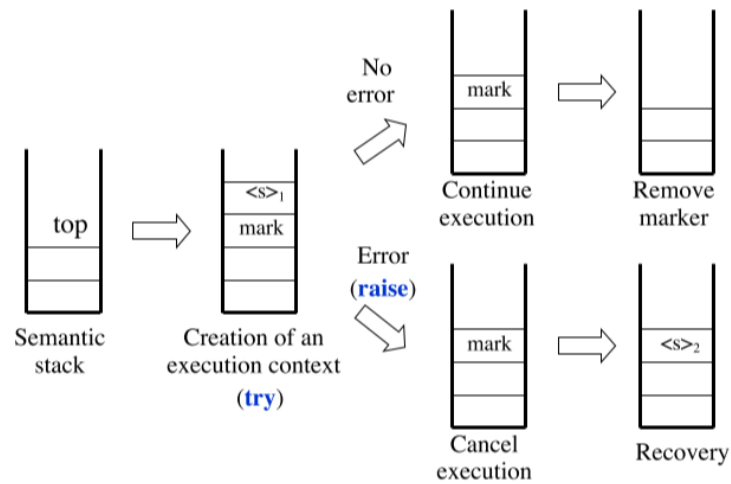 top
Semantic
stack
<s>₁
mark
Creation of an
execution context
(try)
No
error
mark
Continue
execution
Remove
marker
Error
(raise)
mark
Cancel
execution
<s>₂
Recovery